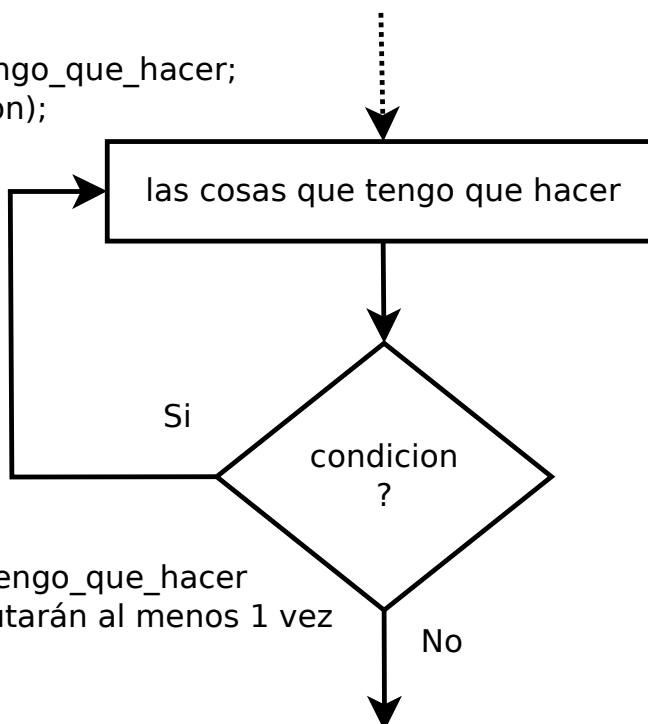 ngo_que_hacer;
on);
las cosas que tengo que hacer
Si
condicion
?
engo_que_hacer
utarán al menos 1 vez
No